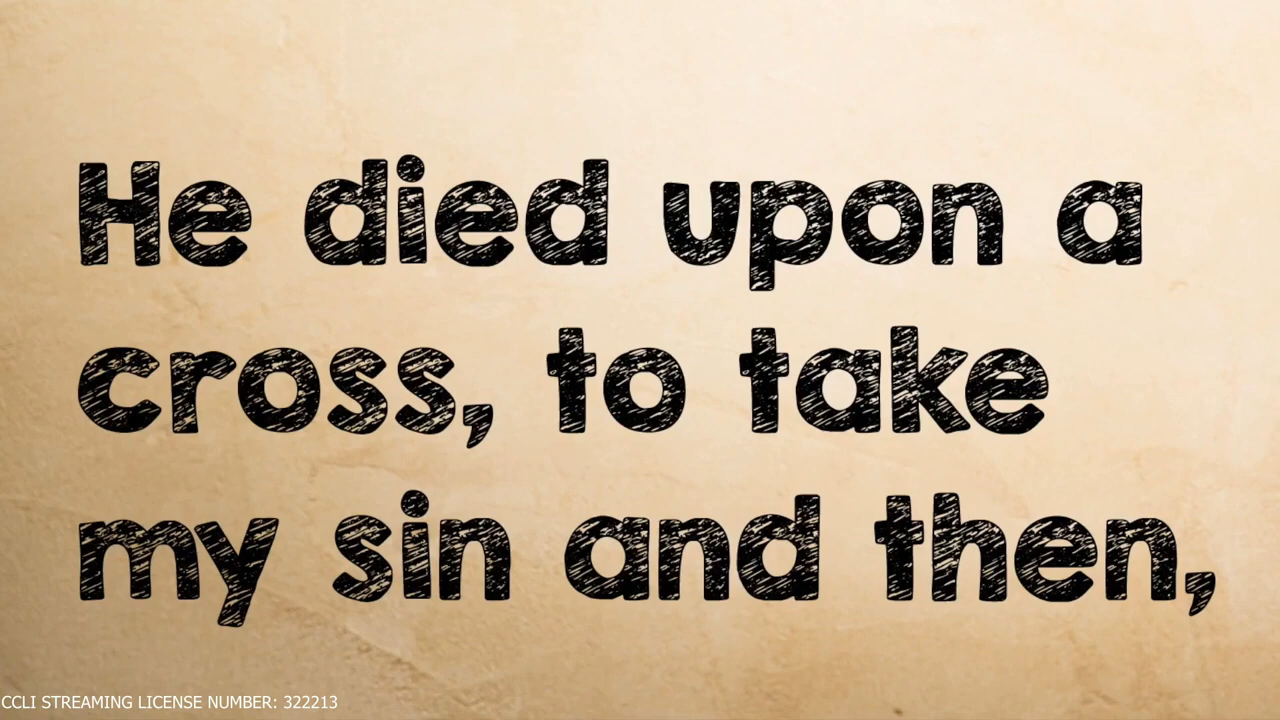 He died upon a
cross, to take
my sin and then,
CCLI STREAMING LICENSE NUMBER: 322213